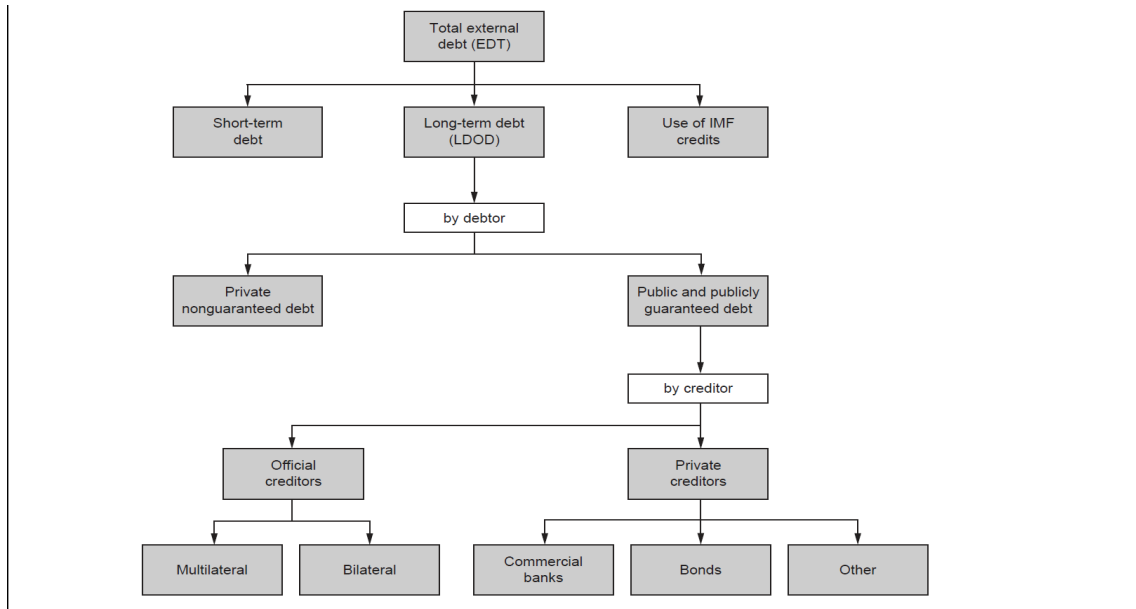 Total external
debt (EDT)
Short-term
debt
Long-term debt
(LDOD)
Use of IMF
credits
by debtor
Private
nonguaranteed debt
Public and publicly
guaranteed debt
by creditor
Official
creditors
Private
creditors
Multilateral
Bilateral
Commercial
banks
Bonds
Other